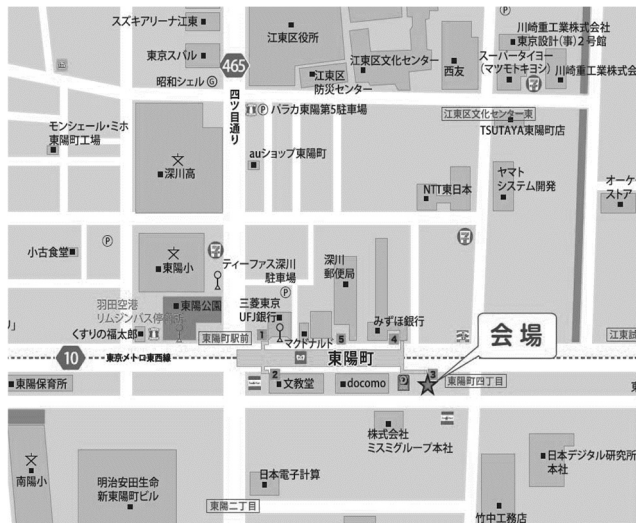 スズキアリーナ江東
東京スバル
昭和シェル
465
四ツ目通り
江東区役所
江東区
防災センター
江東区文化センター
西友
川崎重工業株式会社
東京設計(事)2号館
スーパータイヨー
(マツモトキヨシ)
川崎重工業株式会社
P
パラカ東陽第5駐車場
江東区文化センター東
TSUTAYA東陽町店
モンシェール・ミホ
東陽町工場
文
深川高
auショップ東陽町
NTT東日本
ヤマト
システム開発
オーケー
ストア
小古食堂
P
文
東陽小
ティーファス深川
駐車場
P
深川
郵便局
羽田空港
リムジンバス停
東陽公園
三菱東京
UFJ銀行
くすりの福太郎
東陽町駅前
1
マクドナルド
5
みずほ銀行
4
会場
10
東京メトロ東西線
東陽町
東陽保育所
2
文教堂
docomo
3
東陽町四丁目
文
南陽小
明治安田生命
新東陽町ビル
日本電子計算
株式会社
ミスミグループ本社
日本デジタル研究所
本社
東陽二丁目
竹中工務店